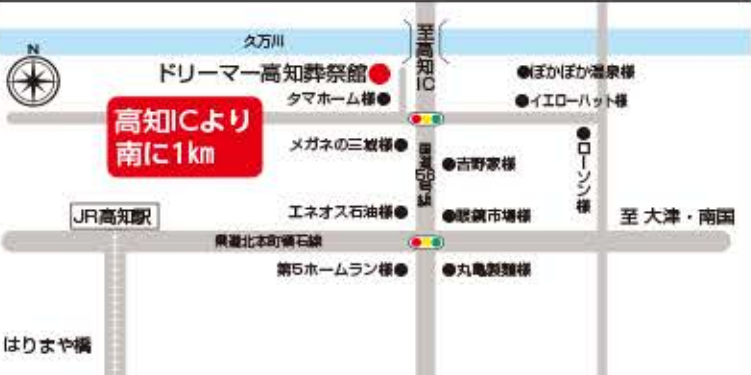 久万川
至高知IC
N
ドリーマー高知葬祭館
ぽかぽか温泉様
タマホーム様
イエローハット様
高知ICより
南に1km
メガネの三城様
国道56号線
吉野家様
ローソン様
JR高知駅
エネオス石油様
眼鏡市場様
至 大津・南国
県道北本町領石線
第5ホームラン様
丸亀製麺様
はりまや橋